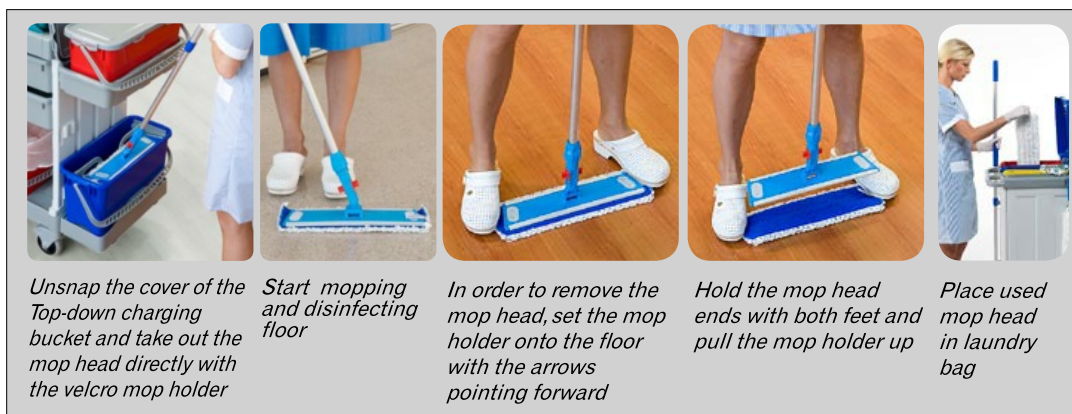 Unsnap the cover of the
Top-down charging
bucket and take out the
mop head directly with
the velcro mop holder
Start mopping
and disinfecting
floor
In order to remove the
mop head, set the mop
holder onto the floor
with the arrows
pointing forward
Hold the mop head
ends with both feet and
pull the mop holder up
Place used
mop head
in laundry
bag